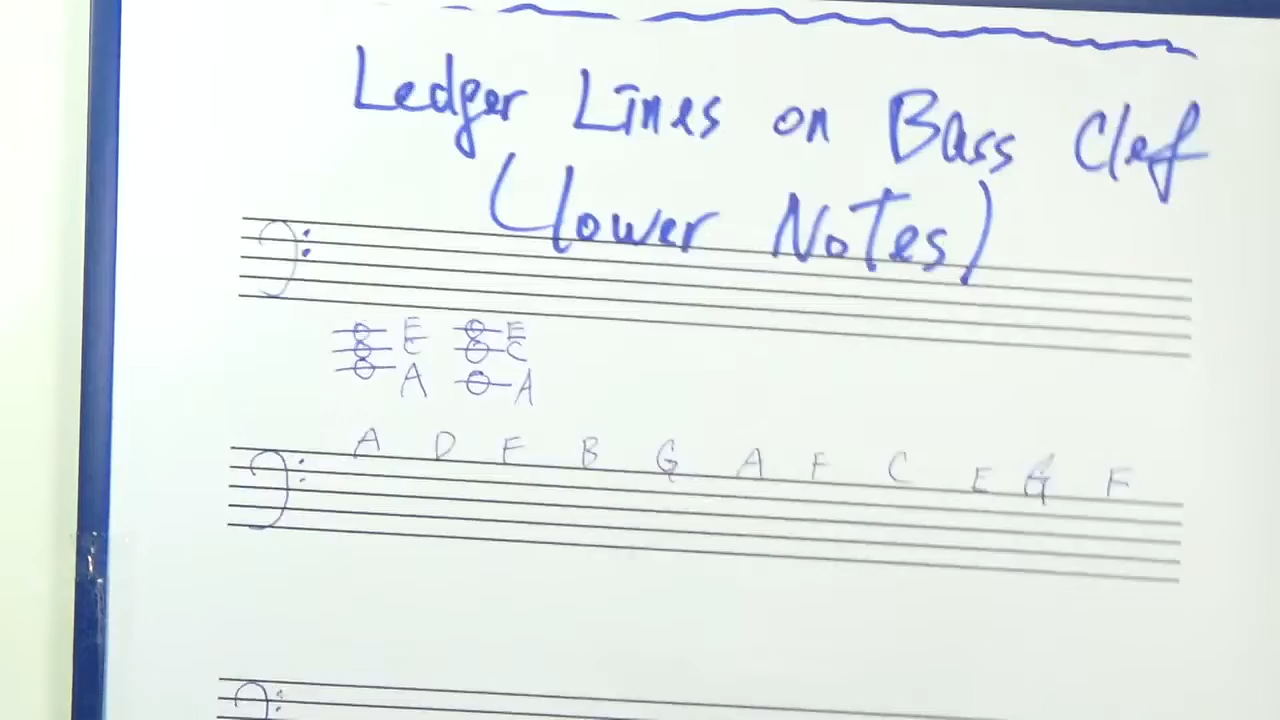 Ledger Lines on Bass Clef
(lower Notes)
E E
C C
A A
A D F B G A F C E G F